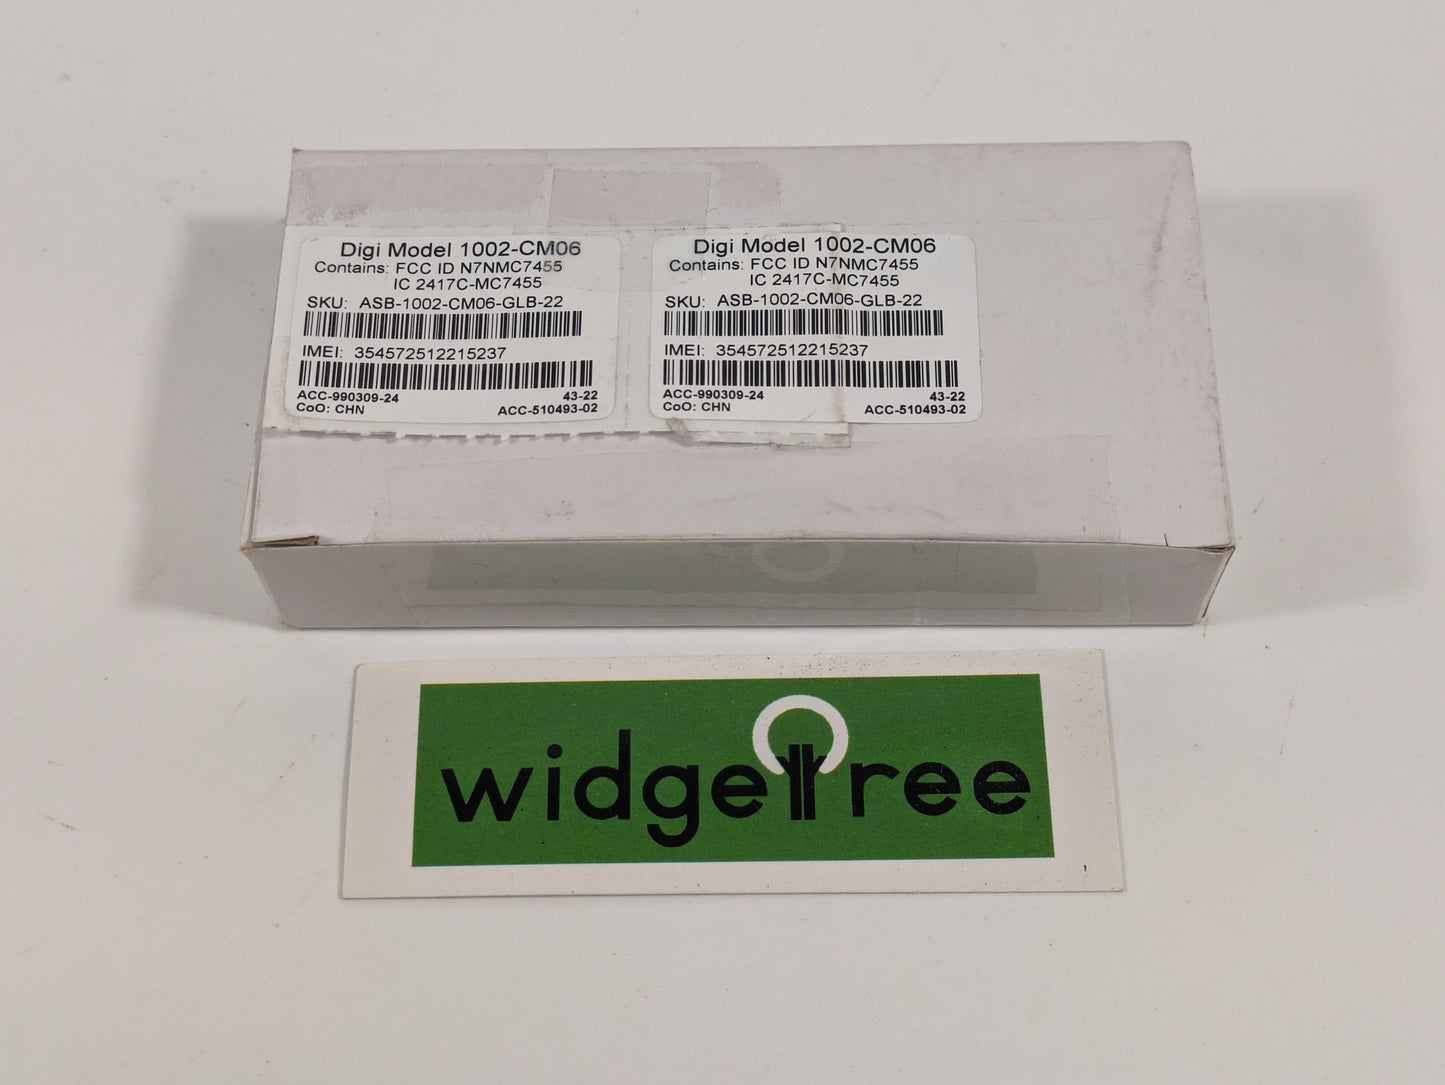 Digi Model 1002-CM06
Contains: FCC ID N7NMC7455
IC 2417C-MC7455
SKU: ASB-1002-CM06-GLB-22
IMEI: 354572512215237
ACC-990309-24 43-22
CoO: CHN ACC-510493-02
Digi Model 1002-CM06
Contains: FCC ID N7NMC7455
IC 2417C-MC7455
SKU: ASB-1002-CM06-GLB-22
IMEI: 354572512215237
ACC-990309-24 43-22
CoO: CHN ACC-510493-02
widgetree